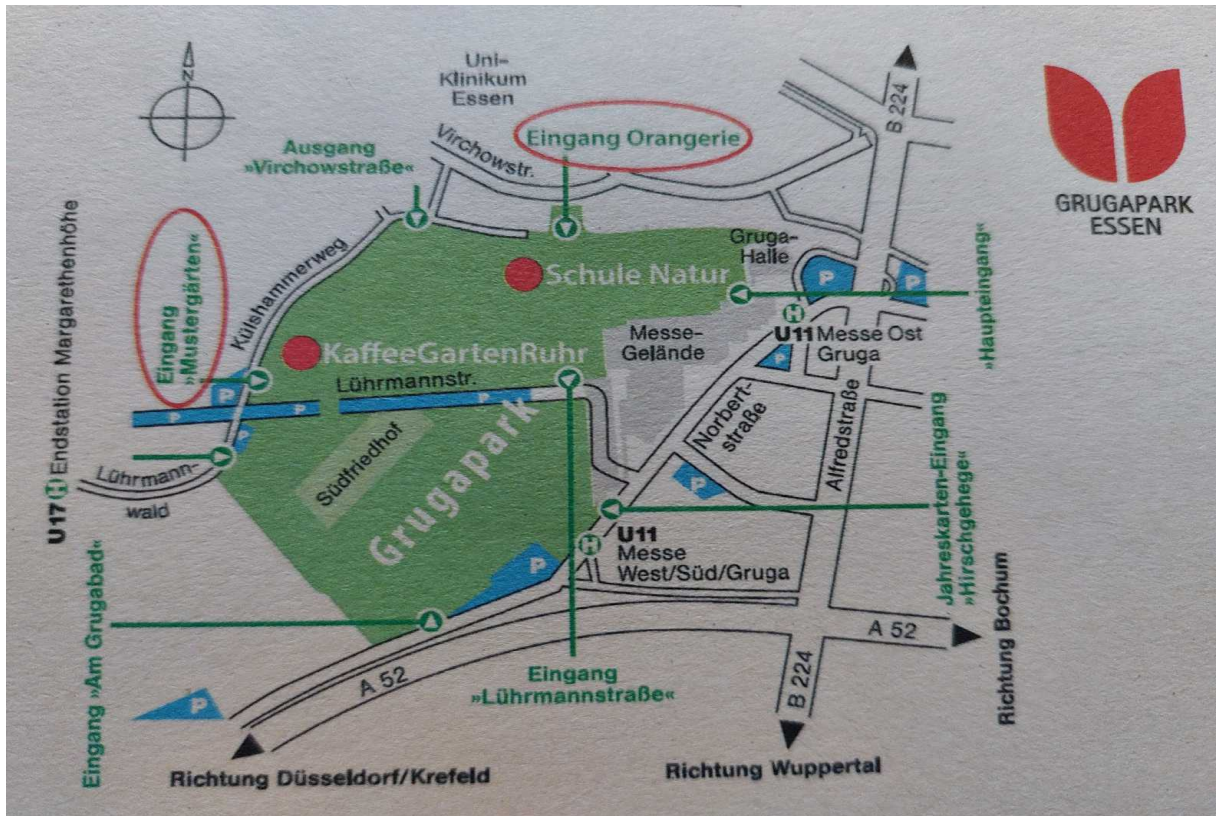 N
Uni-
Klinikum
Essen
B 224
GRUGAPARK
ESSEN
Ausgang
»Virchowstraße«
Virchowstr.
Eingang Orangerie
U17 H Endstation Margarethenhöhe
Eingang
»Mustergärten«
Külshammerweg
Gruga-
Halle
P
P
Schule Natur
»Haupteingang«
H
U11 Messe Ost
Gruga
Messe-
Gelände
KaffeeGartenRuhr
P
P
Lührmannstr.
P
P
P
P
Norbert-
straße
Alfredstraße
Lührmann-
wald
Südfriedhof
Grugapark
P
Jahreskarten-Eingang
»Hirschgehege«
H
U11
Messe
West/Süd/Gruga
P
Eingang »Am Grugabad«
A 52
A 52
Richtung Bochum
Eingang
»Lührmannstraße«
B 224
P
Richtung Düsseldorf/Krefeld
Richtung Wuppertal